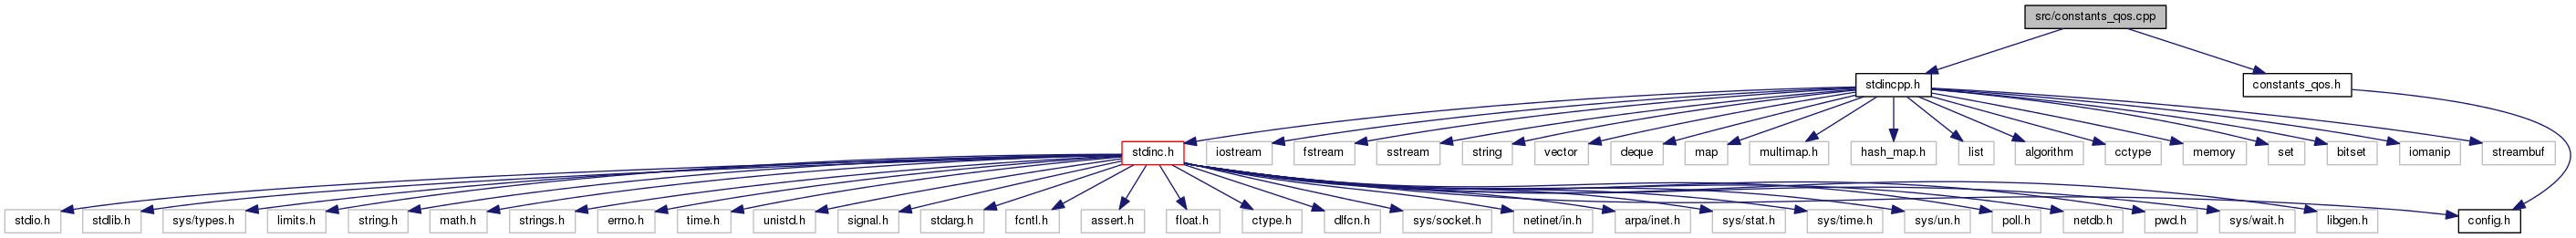 src/constants_qos.cpp
stdincpp.h
constants_qos.h
stdinc.h
iostream
fstream
sstream
string
vector
deque
map
multimap.h
hash_map.h
list
algorithm
cctype
memory
set
bitset
iomanip
streambuf
stdio.h
stdlib.h
sys/types.h
limits.h
string.h
math.h
strings.h
errno.h
time.h
unistd.h
signal.h
stdarg.h
fcntl.h
assert.h
float.h
ctype.h
dlfcn.h
sys/socket.h
netinet/in.h
arpa/inet.h
sys/stat.h
sys/time.h
sys/un.h
poll.h
netdb.h
pwd.h
sys/wait.h
libgen.h
config.h